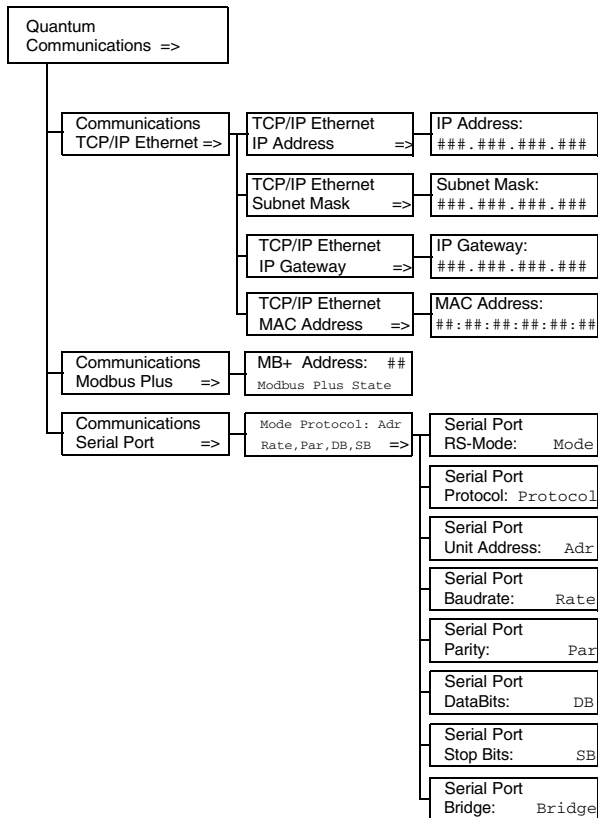 Quantum
Communications =>
Communications
TCP/IP Ethernet =>
TCP/IP Ethernet
IP Address =>
IP Address:
###.###.###.###
TCP/IP Ethernet
Subnet Mask =>
Subnet Mask:
###.###.###.###
TCP/IP Ethernet
IP Gateway =>
IP Gateway:
###.###.###.###
TCP/IP Ethernet
MAC Address =>
MAC Address:
##:##:##:##:##:##
Communications
Modbus Plus =>
MB+ Address: ##
Modbus Plus State
Communications
Serial Port =>
Mode Protocol: Adr
Rate,Par,DB,SB =>
Serial Port
RS-Mode: Mode
Serial Port
Protocol: Protocol
Serial Port
Unit Address: Adr
Serial Port
Baudrate: Rate
Serial Port
Parity: Par
Serial Port
DataBits: DB
Serial Port
Stop Bits: SB
Serial Port
Bridge: Bridge